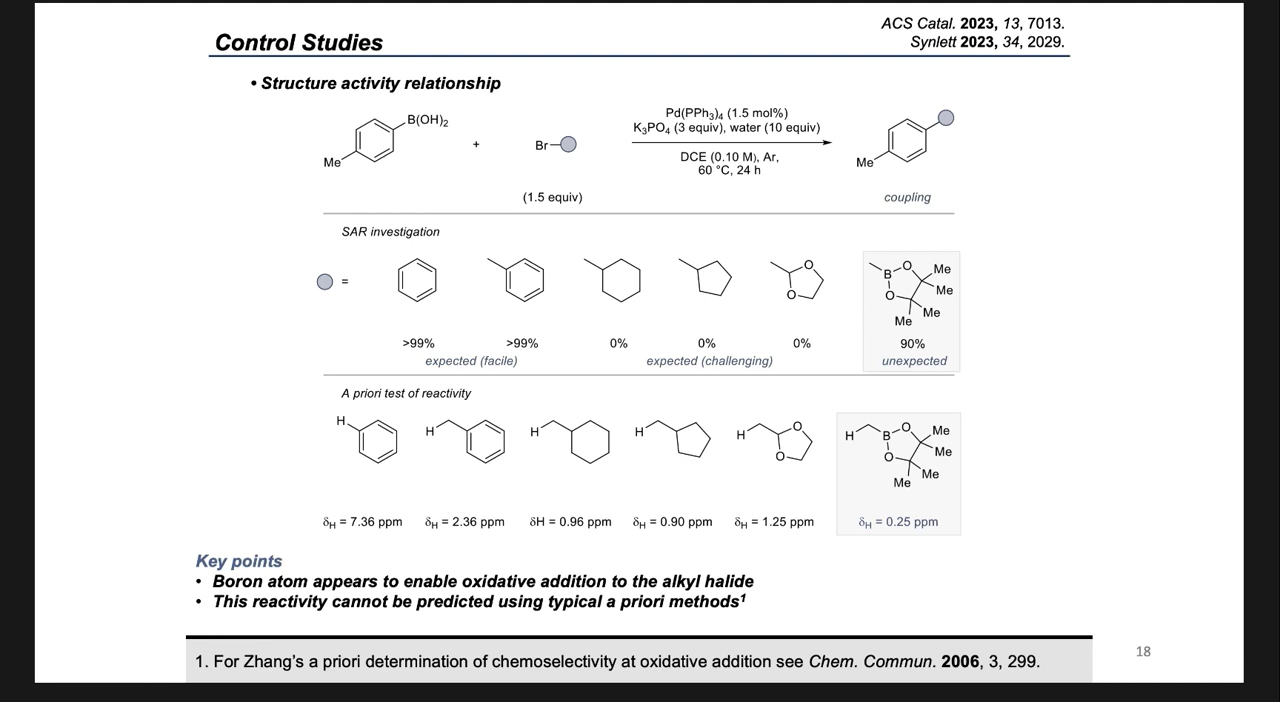 Control Studies
ACS Catal. 2023, 13, 7013.
Synlett 2023, 34, 2029.
• Structure activity relationship
B(OH)₂
Me
+
Br
(1.5 equiv)
Pd(PPh₃)₄ (1.5 mol%)
K₃PO₄ (3 equiv), water (10 equiv)
DCE (0.10 M), Ar,
60 °C, 24 h
Me
coupling
SAR investigation
=
O
O
B
O
O
Me
Me
Me
Me
>99% >99% 0% 0% 0% 90%
expected (facile) expected (challenging) unexpected
A priori test of reactivity
H
H
H
H
H
O
O
H
B
O
O
Me
Me
Me
Me
δH = 7.36 ppm δH = 2.36 ppm δH = 0.96 ppm δH = 0.90 ppm δH = 1.25 ppm δH = 0.25 ppm
Key points
• Boron atom appears to enable oxidative addition to the alkyl halide
• This reactivity cannot be predicted using typical a priori methods¹
1. For Zhang's a priori determination of chemoselectivity at oxidative addition see Chem. Commun. 2006, 3, 299.
18